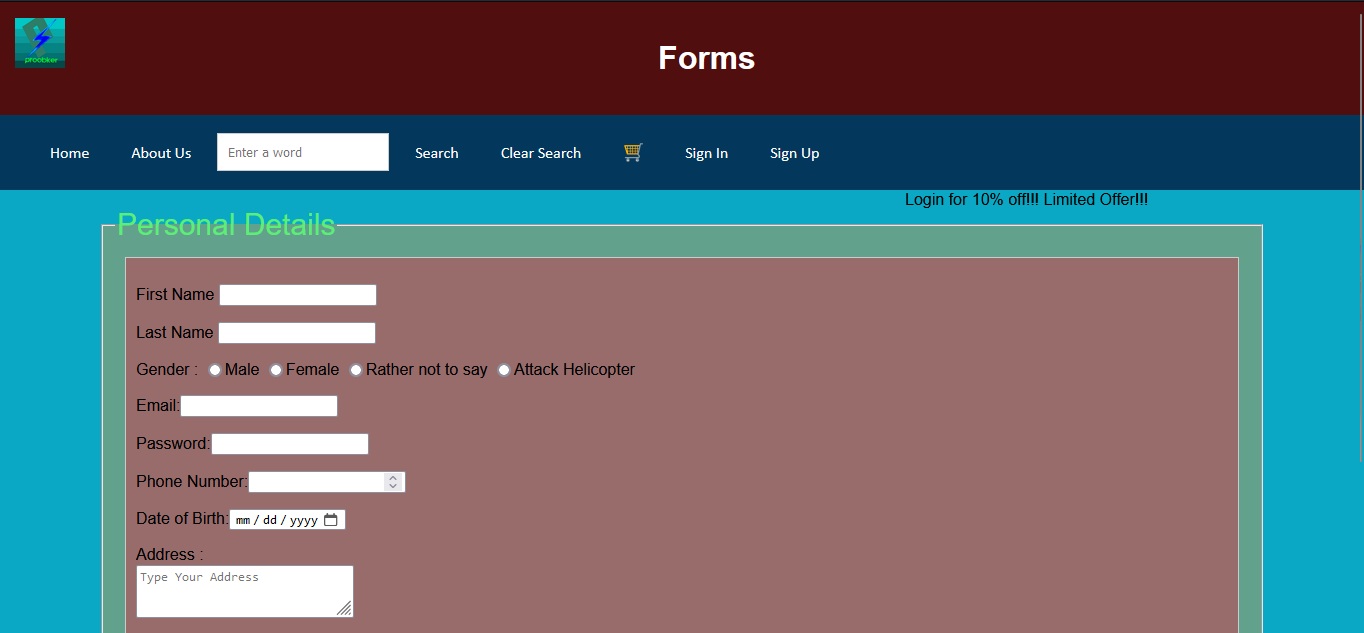 proobker
Forms
Home About Us Enter a word Search Clear Search Sign In Sign Up
Login for 10% off!!! Limited Offer!!!
Personal Details
First Name
Last Name
Gender : Male Female Rather not to say Attack Helicopter
Email:
Password:
Phone Number:
Date of Birth: mm / dd / yyyy
Address :
Type Your Address